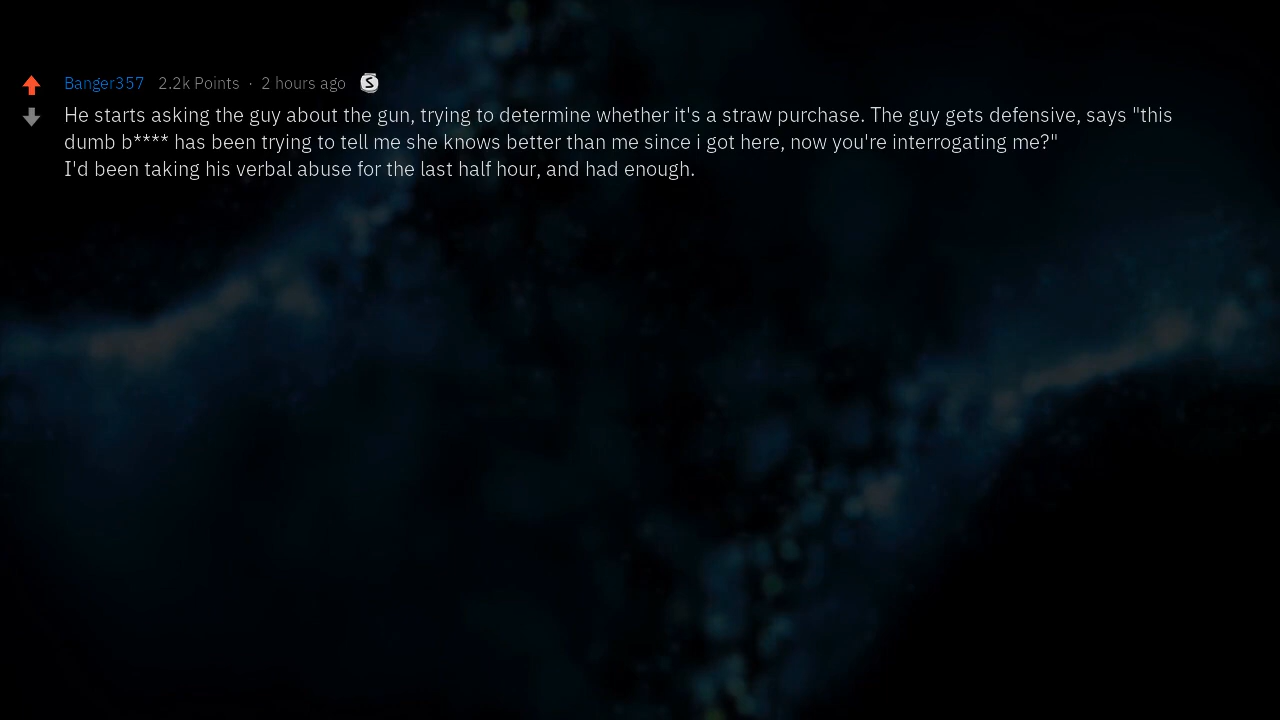 Banger357 2.2k Points · 2 hours ago
He starts asking the guy about the gun, trying to determine whether it's a straw purchase. The guy gets defensive, says "this
dumb b**** has been trying to tell me she knows better than me since i got here, now you're interrogating me?"
I'd been taking his verbal abuse for the last half hour, and had enough.